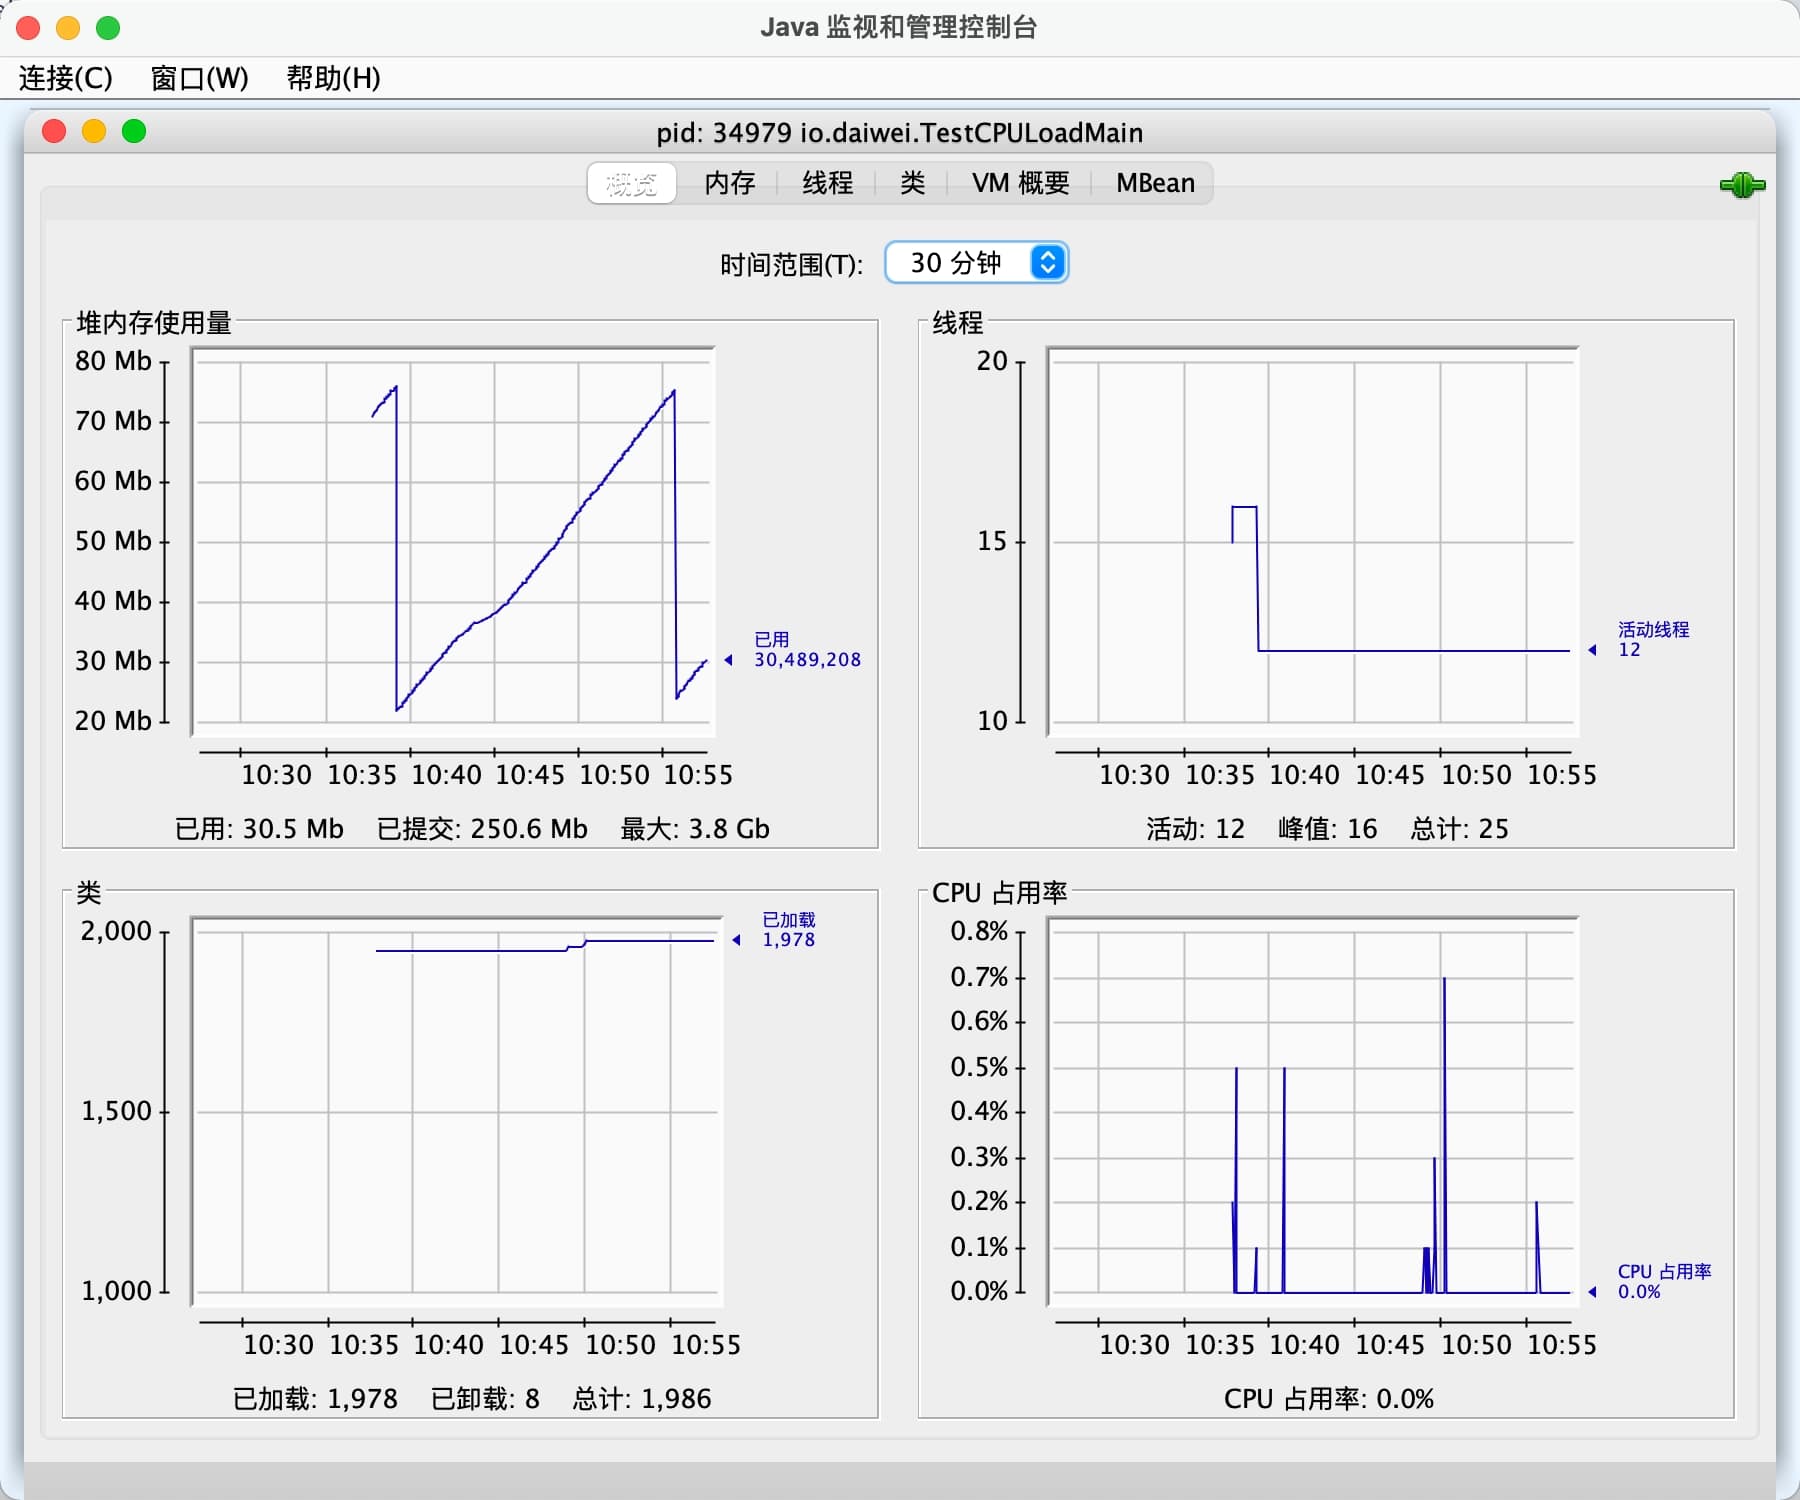 Java 监视和管理控制台
连接(C) 窗口(W) 帮助(H)
pid: 34979 io.daiwei.TestCPULoadMain
概览 内存 线程 类 VM 概要 MBean
时间范围(T): 30 分钟
堆内存使用量
80 Mb
70 Mb
60 Mb
50 Mb
40 Mb
30 Mb
20 Mb
已用
30,489,208
10:30 10:35 10:40 10:45 10:50 10:55
已用: 30.5 Mb 已提交: 250.6 Mb 最大: 3.8 Gb
线程
20
15
10
活动线程
12
10:30 10:35 10:40 10:45 10:50 10:55
活动: 12 峰值: 16 总计: 25
类
2,000
1,500
1,000
已加载
1,978
10:30 10:35 10:40 10:45 10:50 10:55
已加载: 1,978 已卸载: 8 总计: 1,986
CPU 占用率
0.8%
0.7%
0.6%
0.5%
0.4%
0.3%
0.2%
0.1%
0.0%
CPU 占用率
0.0%
10:30 10:35 10:40 10:45 10:50 10:55
CPU 占用率: 0.0%